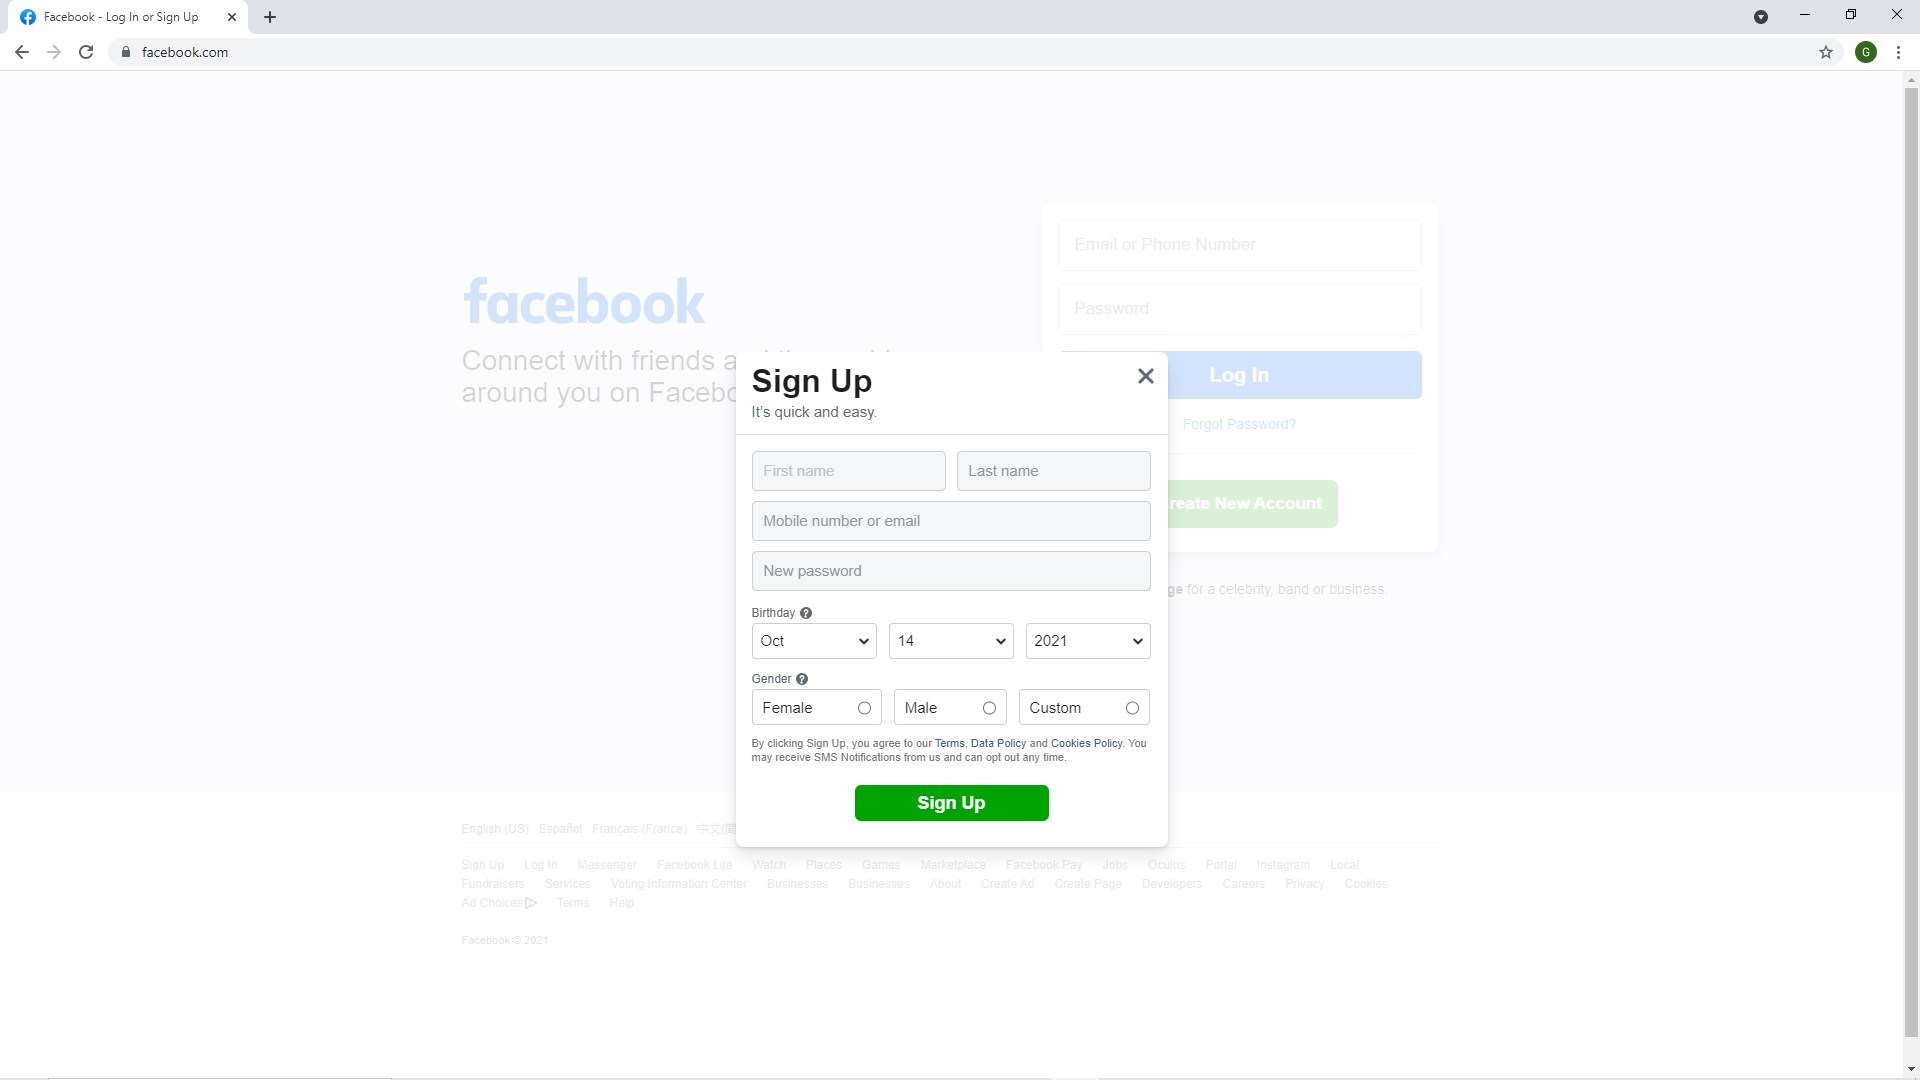 Facebook - Log In or Sign Up
facebook.com
G
facebook
Connect with friends
around you on
Email or Phone Number
Password
Log In
Forgot Password?
Create New Account
for a celebrity, band or business.
Sign Up
It's quick and easy.
First name Last name
Mobile number or email
New password
Birthday ?
Oct 14 2021
Gender ?
Female Male Custom
By clicking Sign Up, you agree to our Terms, Data Policy and Cookies Policy. You
may receive SMS Notifications from us and can opt out any time.
Sign Up
English (US) Español Français (France) 中文(简
Sign Up Log In Messenger Facebook Lite Watch Places Games Marketplace Facebook Pay Jobs Oculus Portal Instagram Local
Fundraisers Services Voting Information Center Businesses Businesses About Create Ad Create Page Developers Careers Privacy Cookies
Ad Choices Terms Help
Facebook © 2021